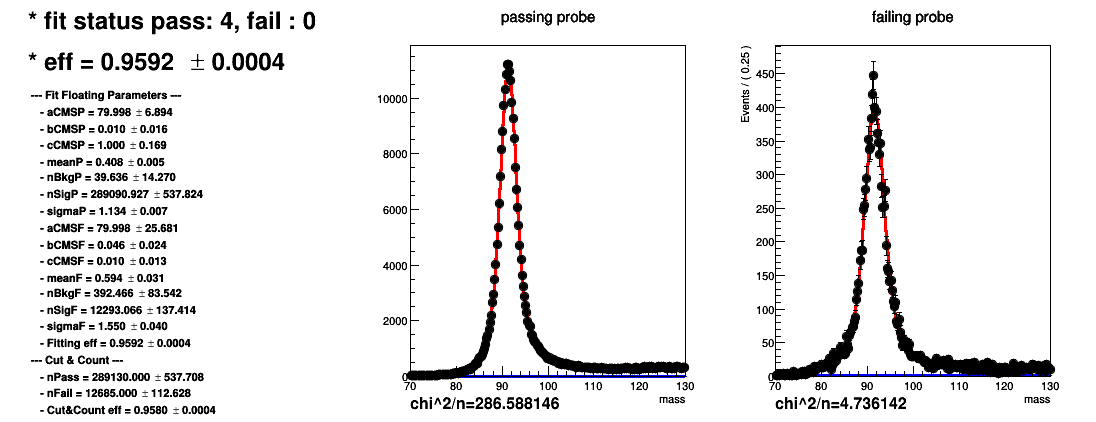 * fit status pass: 4, fail : 0
* eff = 0.9592 ± 0.0004
--- Fit Floating Parameters ---
- aCMSP = 79.998 ± 6.894
- bCMSP = 0.010 ± 0.016
- cCMSP = 1.000 ± 0.169
- meanP = 0.408 ± 0.005
- nBkgP = 39.636 ± 14.270
- nSigP = 289090.927 ± 537.824
- sigmaP = 1.134 ± 0.007
- aCMSF = 79.998 ± 25.681
- bCMSF = 0.046 ± 0.024
- cCMSF = 0.010 ± 0.013
- meanF = 0.594 ± 0.031
- nBkgF = 392.466 ± 83.542
- nSigF = 12293.066 ± 137.414
- sigmaF = 1.550 ± 0.040
- Fitting eff = 0.9592 ± 0.0004
--- Cut & Count ---
- nPass = 289130.000 ± 537.708
- nFail = 12685.000 ± 112.628
- Cut&Count eff = 0.9580 ± 0.0004
passing probe
10000
8000
6000
4000
2000
0
70 80 90 100 110 120 130
mass
chi^2/n=286.588146
failing probe
Events / ( 0.25 )
450
400
350
300
250
200
150
100
50
0
70 80 90 100 110 120 130
mass
chi^2/n=4.736142